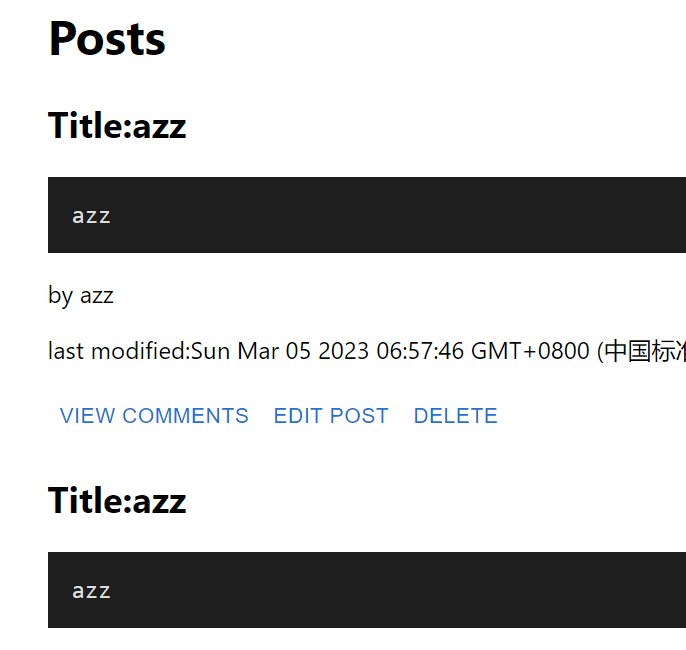 Posts
Title:azz
azz
by azz
last modified:Sun Mar 05 2023 06:57:46 GMT+0800 (中国标
VIEW COMMENTS EDIT POST DELETE
Title:azz
azz